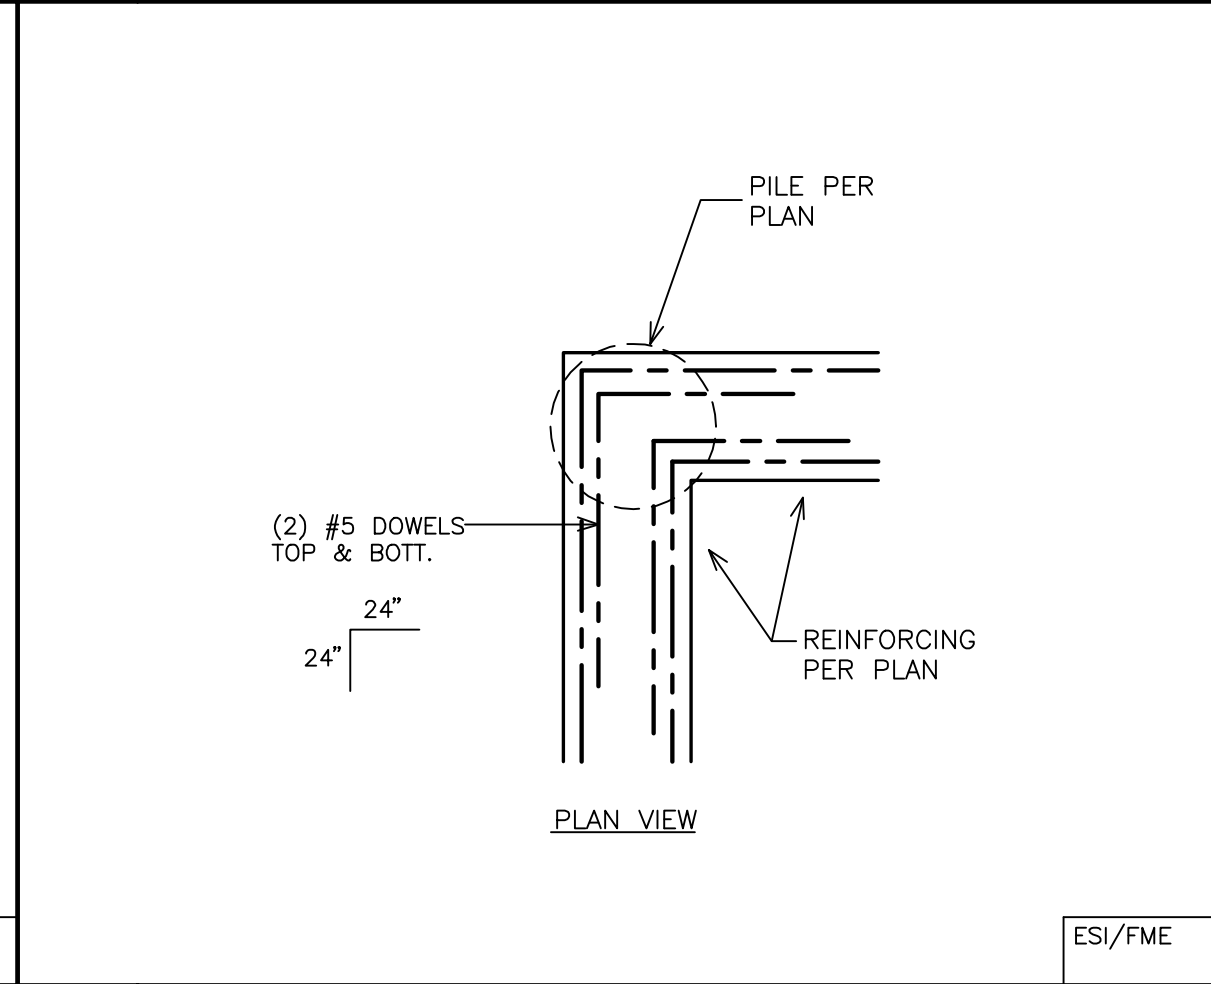 PILE PER
PLAN
(2) #5 DOWELS
TOP & BOTT.
24"
24"
REINFORCING
PER PLAN
PLAN VIEW
ESI/FME